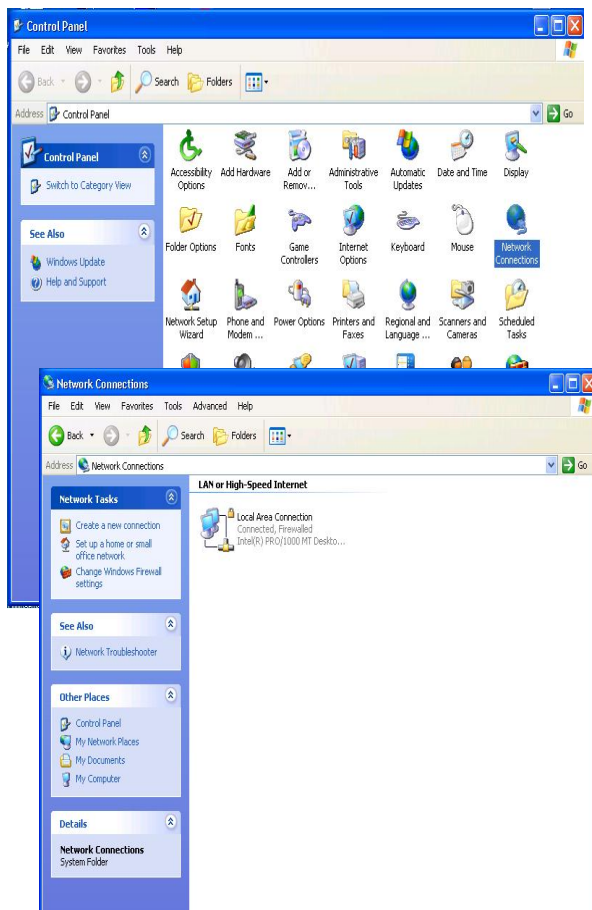 Control Panel
File Edit View Favorites Tools Help
Back Search Folders
Address Control Panel Go
Control Panel
Switch to Category View
See Also
Windows Update
Help and Support
Accessibility Options
Add Hardware
Add or Remov...
Administrative Tools
Automatic Updates
Date and Time
Display
Folder Options
Fonts
Game Controllers
Internet Options
Keyboard
Mouse
Network Connections
Network Setup Wizard
Phone and Modem ...
Power Options
Printers and Faxes
Regional and Language ...
Scanners and Cameras
Scheduled Tasks
Network Connections
File Edit View Favorites Tools Advanced Help
Back Search Folders
Address Network Connections Go
Network Tasks
Create a new connection
Set up a home or small
office network
Change Windows Firewall
settings
See Also
Network Troubleshooter
Other Places
Control Panel
My Network Places
My Documents
My Computer
Details
Network Connections
System Folder
LAN or High-Speed Internet
Local Area Connection
Connected, Firewalled
Intel(R) PRO/1000 MT Deskto...